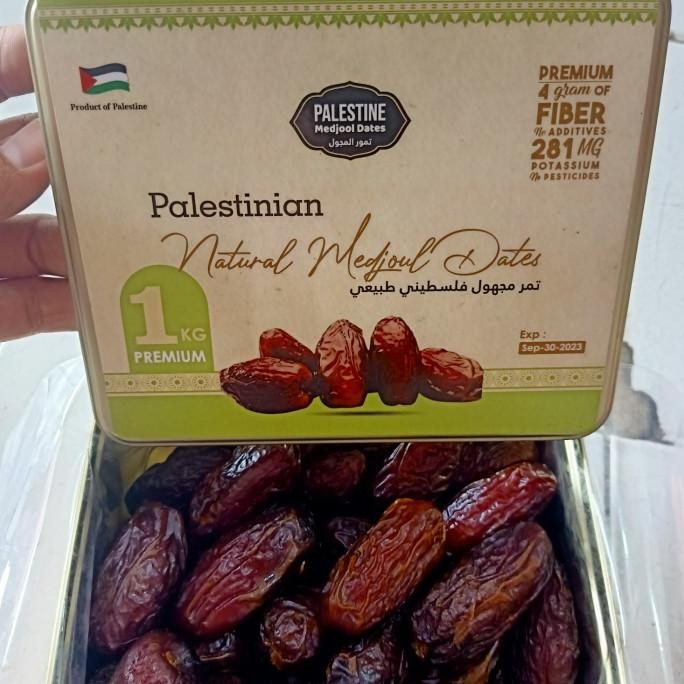 Product of Palestine
PALESTINE
Medjool Dates
تمور المجول
PREMIUM
4 gram OF
FIBER
No ADDITIVES
281 MG
POTASSIUM
No PESTICIDES
Palestinian
Natural Medjoul Dates
تمر مجهول فلسطيني طبيعي
1KG
PREMIUM
Exp :
Sep-30-2023